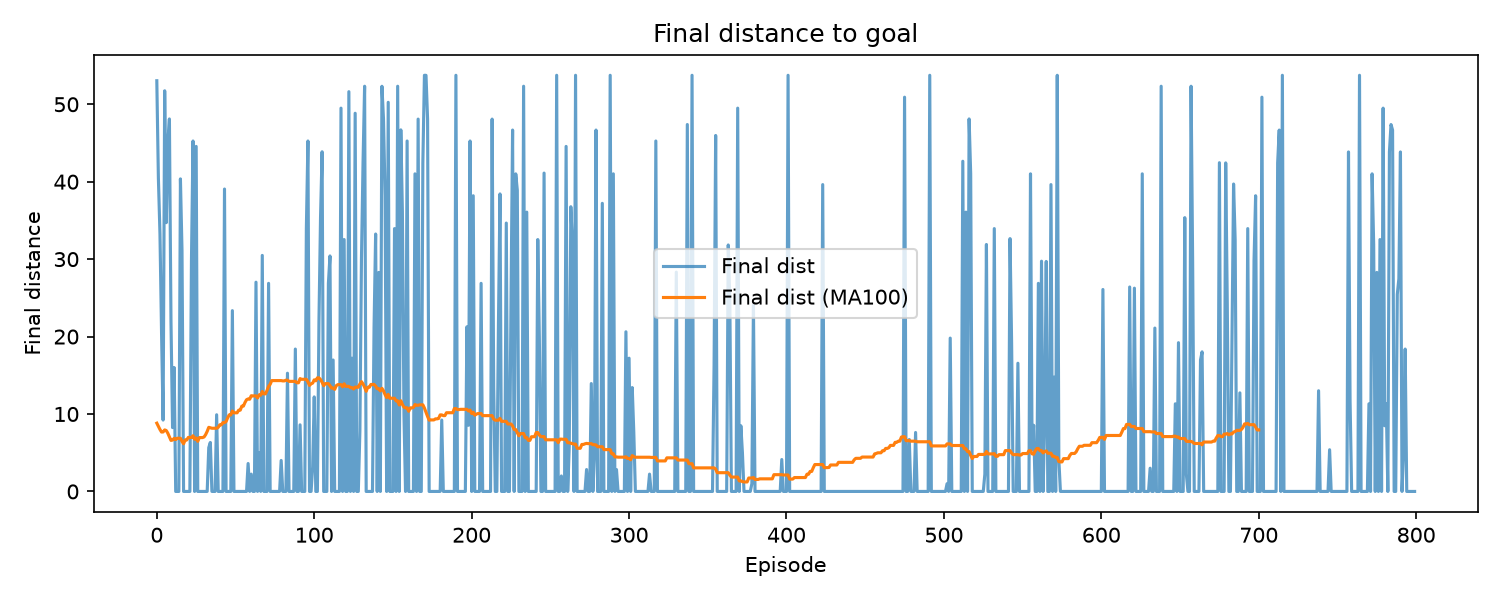 Final distance to goal
Final distance
50
40
30
20
10
0
Final dist
Final dist (MA100)
0 100 200 300 400 500 600 700 800
Episode